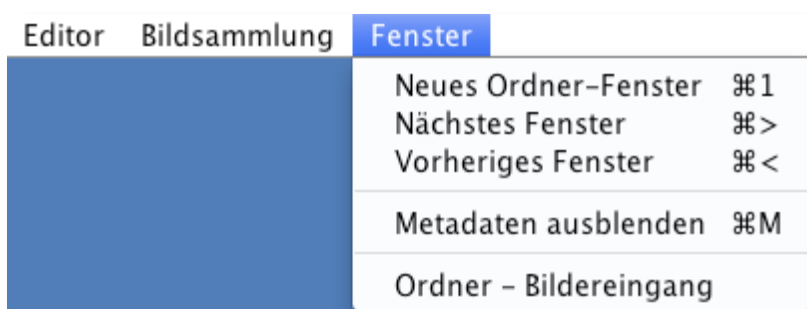 Editor Bildsammlung Fenster
Neues Ordner-Fenster ⌘1
Nächstes Fenster ⌘>
Vorheriges Fenster ⌘<
Metadaten ausblenden ⌘M
Ordner – Bildereingang